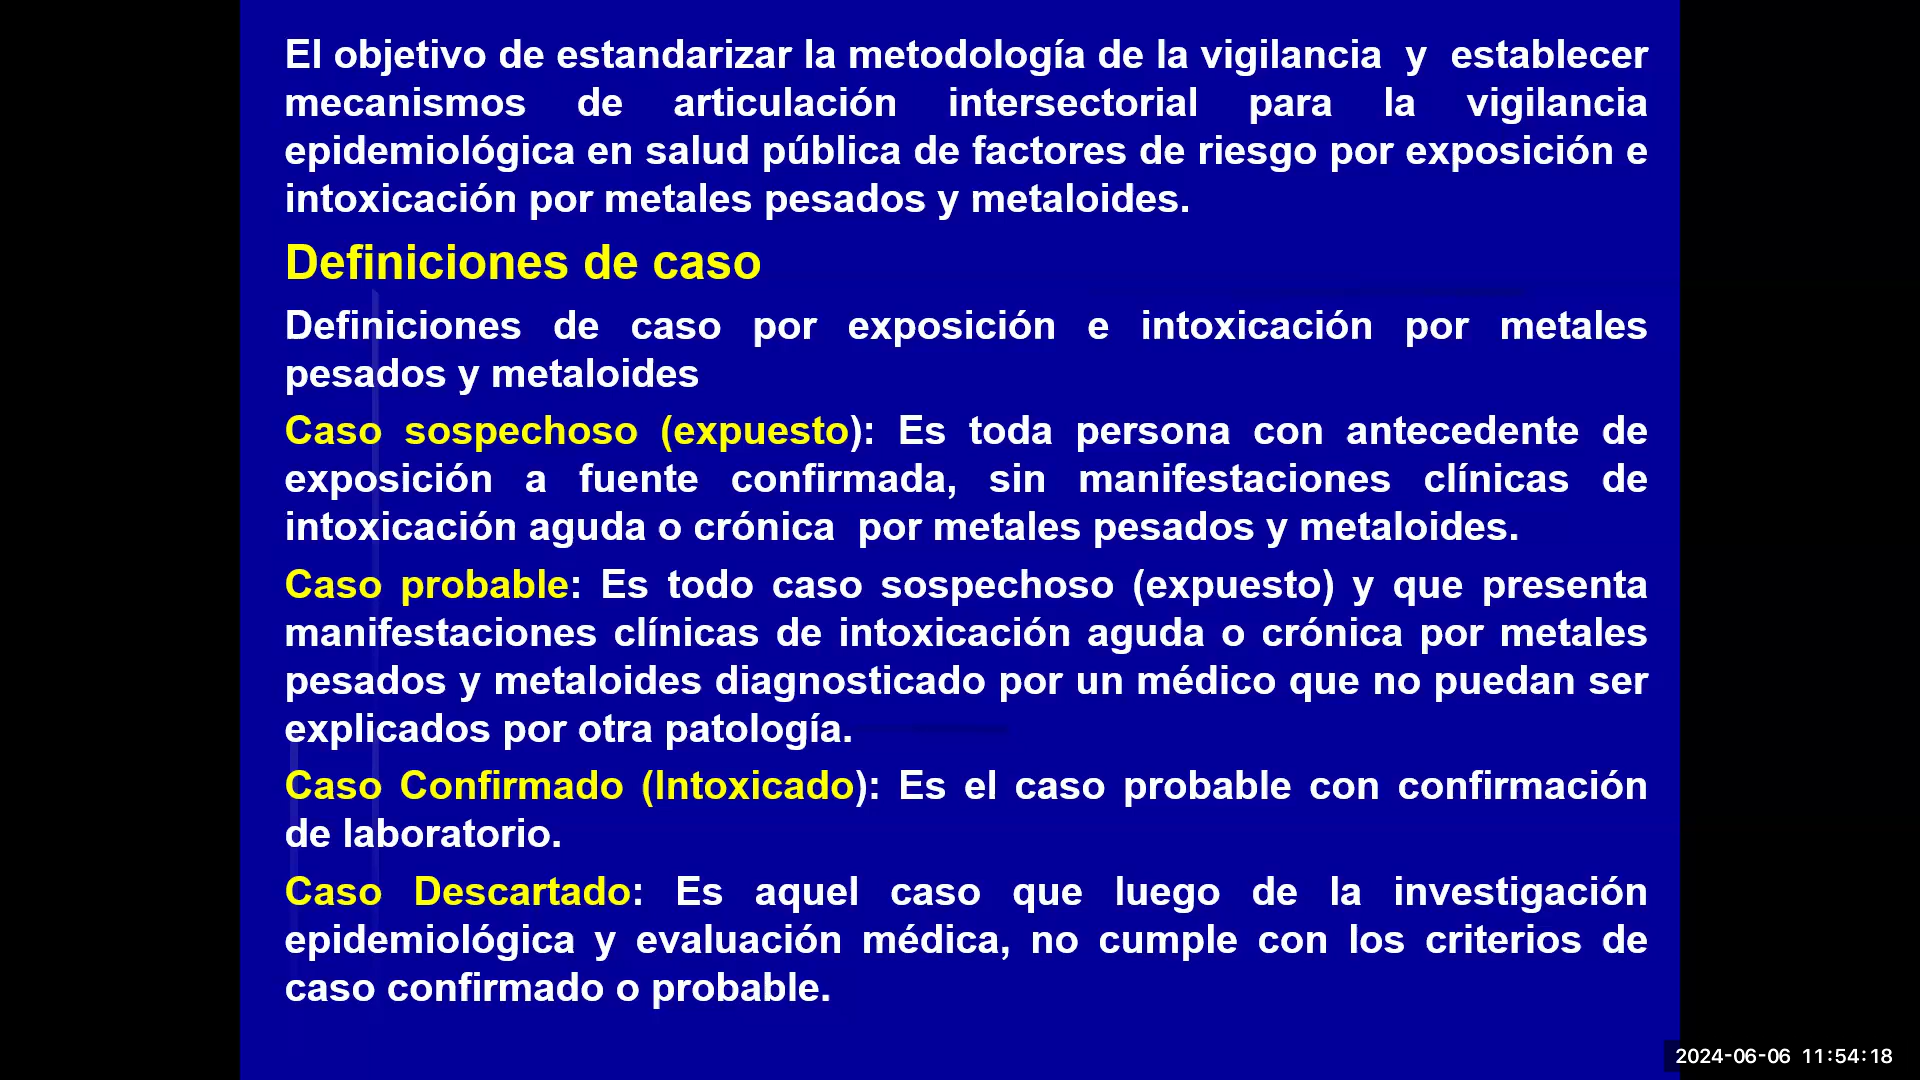 El objetivo de estandarizar la metodología de la vigilancia y establecer
mecanismos de articulación intersectorial para la vigilancia
epidemiológica en salud pública de factores de riesgo por exposición e
intoxicación por metales pesados y metaloides.
Definiciones de caso
Definiciones de caso por exposición e intoxicación por metales
pesados y metaloides
Caso sospechoso (expuesto): Es toda persona con antecedente de
exposición a fuente confirmada, sin manifestaciones clínicas de
intoxicación aguda o crónica por metales pesados y metaloides.
Caso probable: Es todo caso sospechoso (expuesto) y que presenta
manifestaciones clínicas de intoxicación aguda o crónica por metales
pesados y metaloides diagnosticado por un médico que no puedan ser
explicados por otra patología.
Caso Confirmado (Intoxicado): Es el caso probable con confirmación
de laboratorio.
Caso Descartado: Es aquel caso que luego de la investigación
epidemiológica y evaluación médica, no cumple con los criterios de
caso confirmado o probable.
2024-06-06 11:54:18